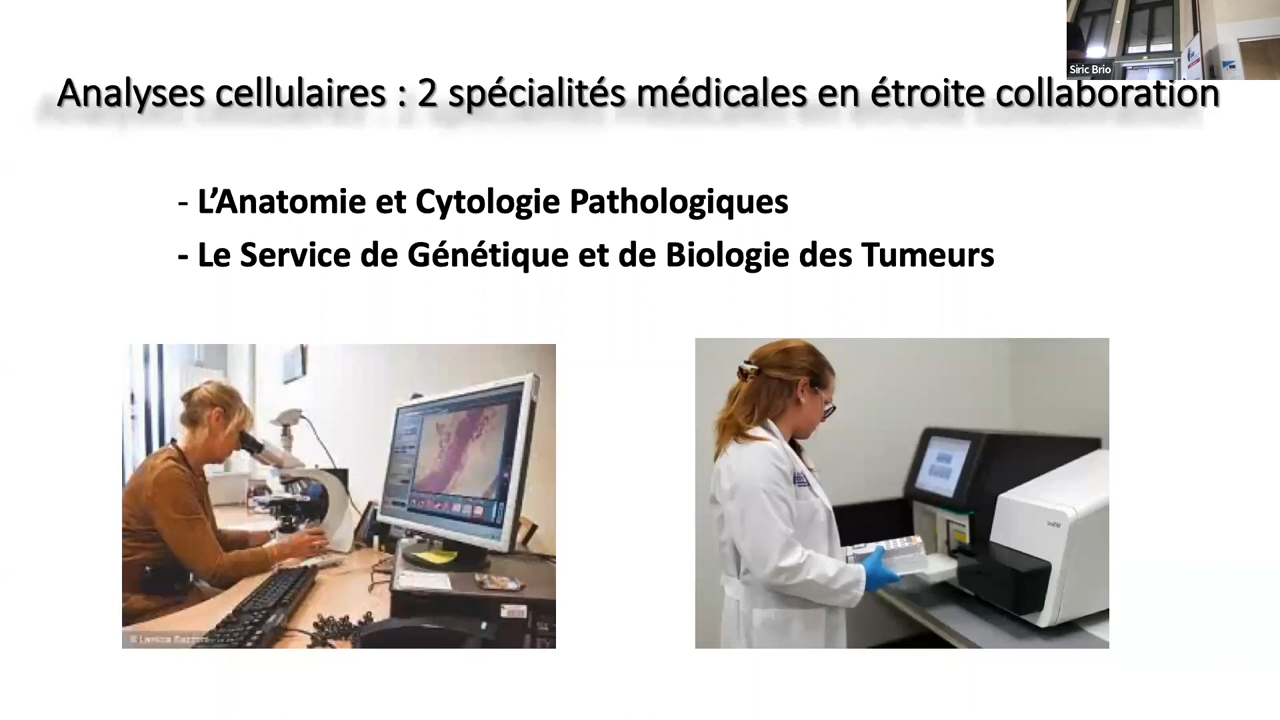 Siric Brio
Analyses cellulaires : 2 spécialités médicales en étroite collaboration
- L’Anatomie et Cytologie Pathologiques
- Le Service de Génétique et de Biologie des Tumeurs